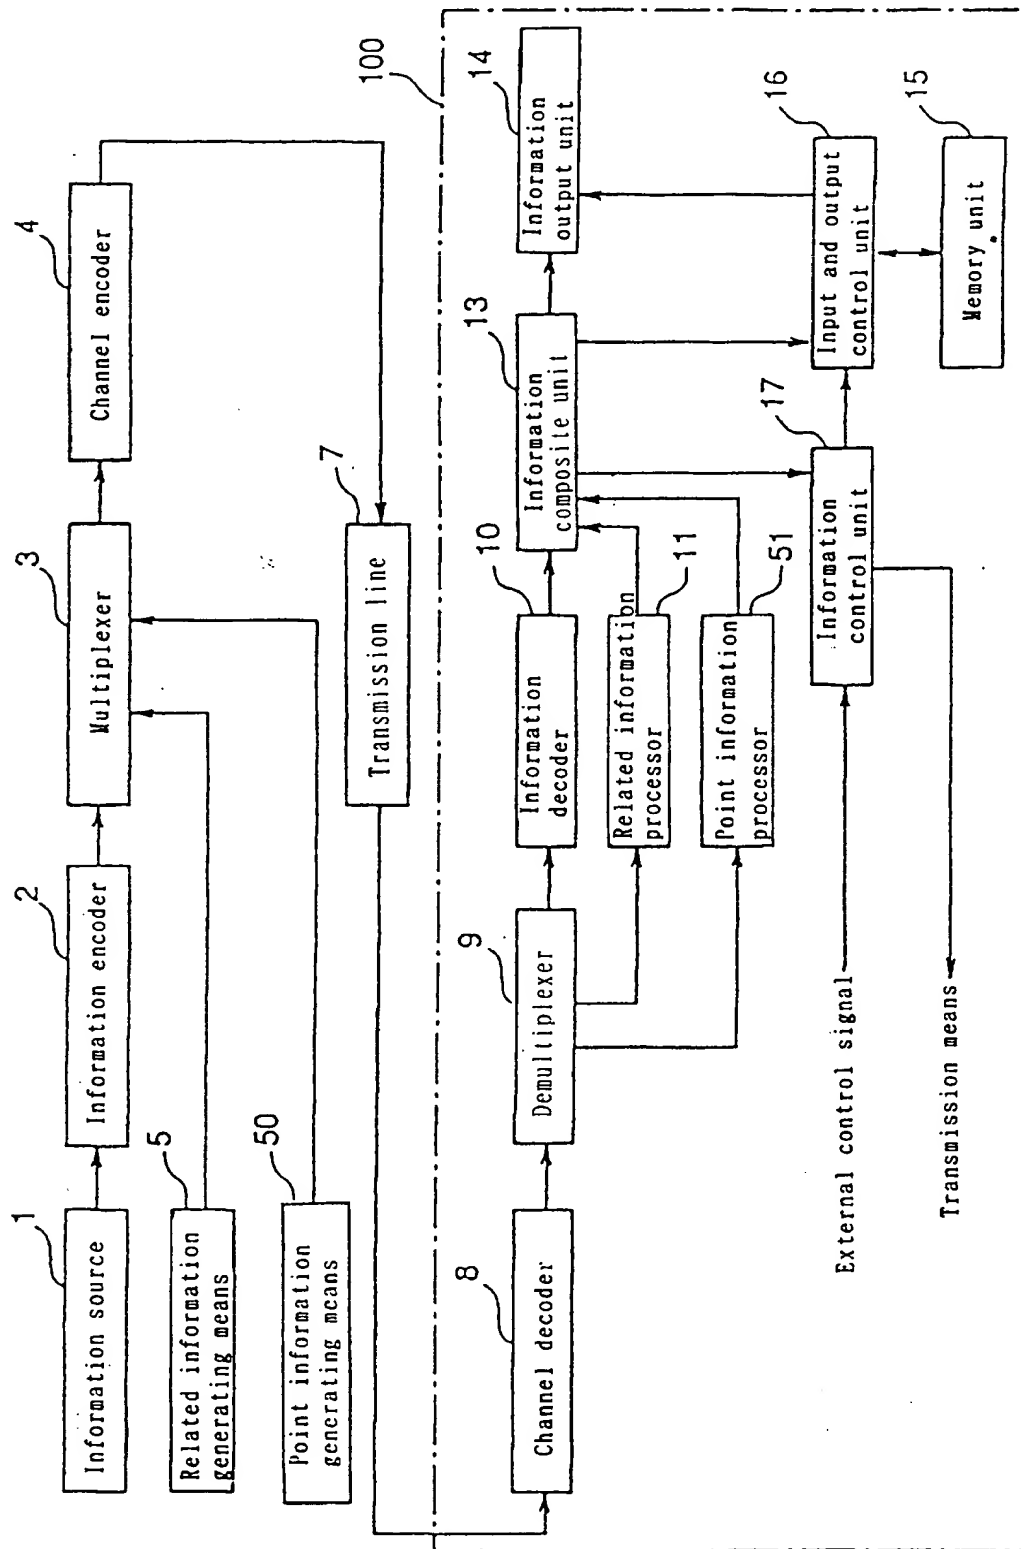 1
Information source
2
Information encoder
3
Multiplexer
4
Channel encoder
5
Related information
generating means
50
Point information
generating means
7
Transmission line
100
8
Channel decoder
9
Demultiplexer
10
Information
decoder
11
Related information
processor
51
Point information
processor
13
Information
composite unit
14
Information
output unit
17
Information
control unit
16
Input and output
control unit
15
Memory unit
External control signal
Transmission means